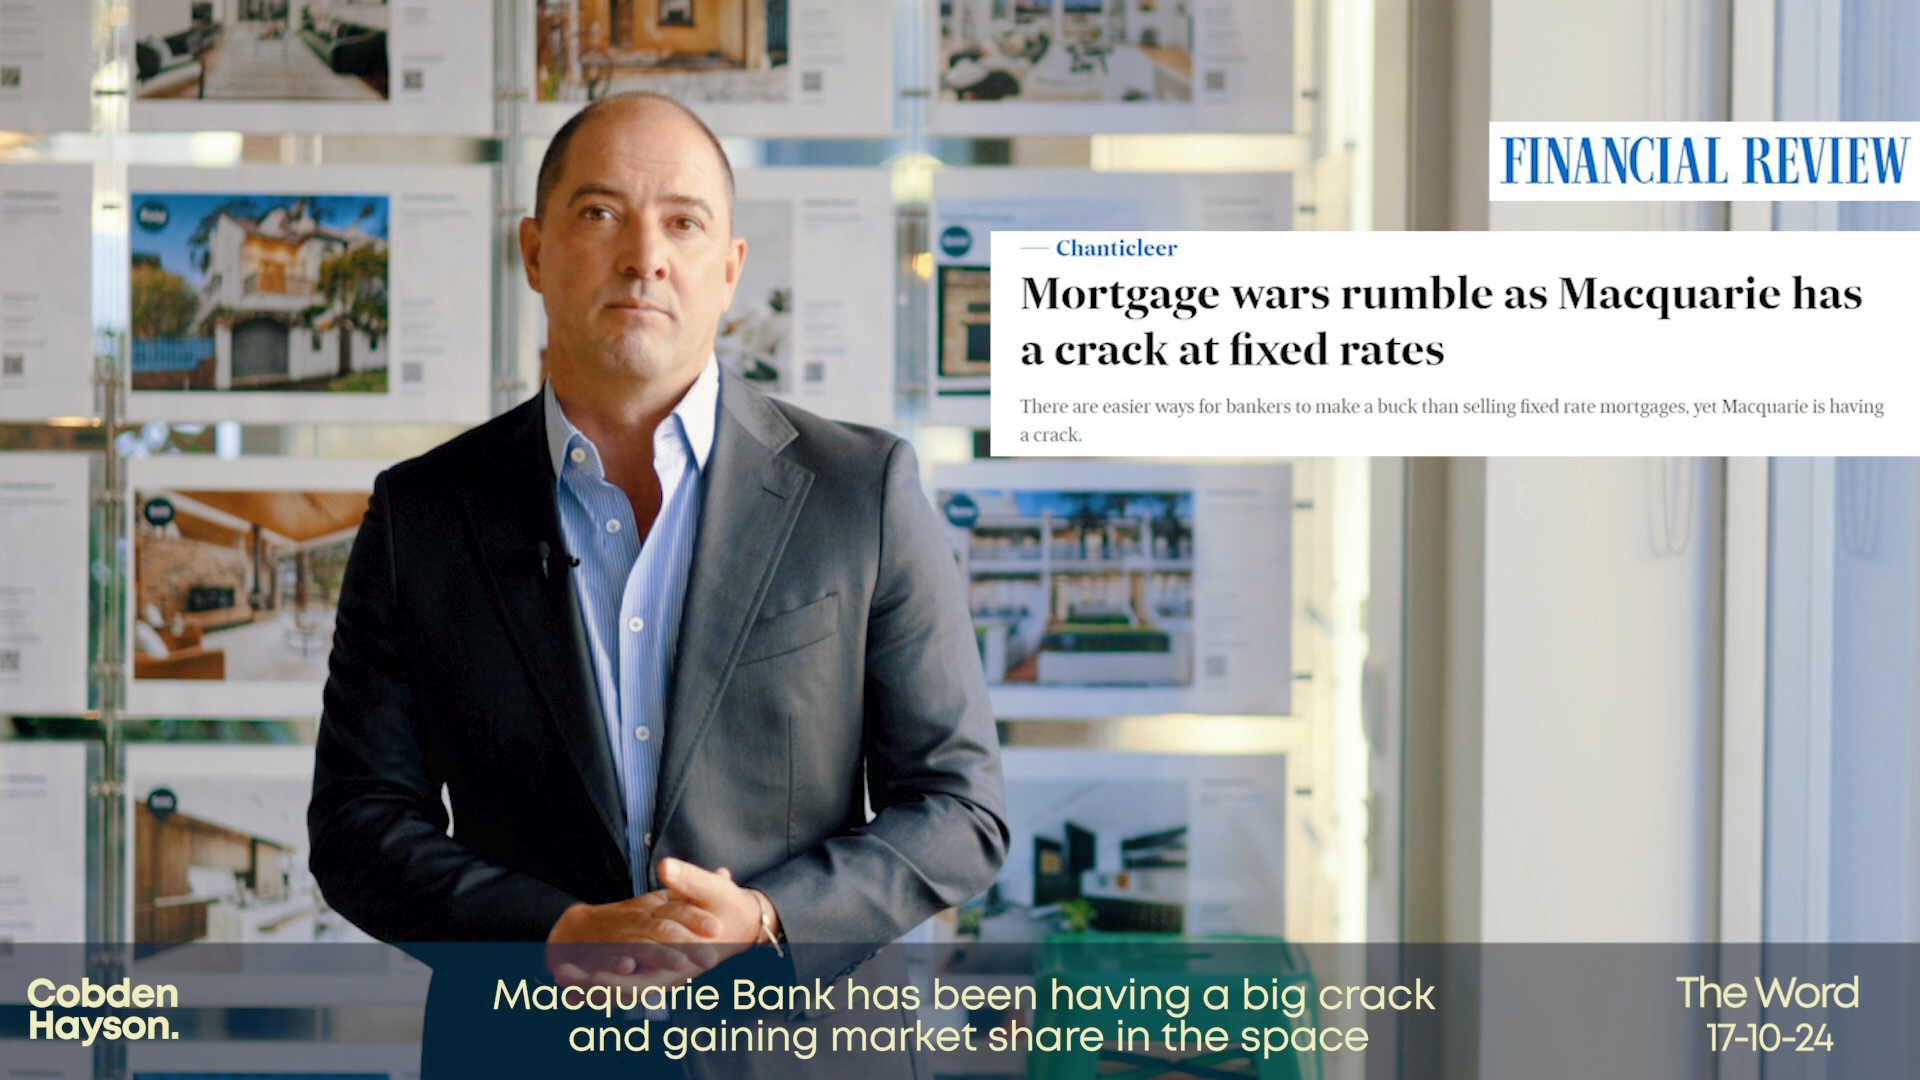 FINANCIAL REVIEW
Chanticleer
Mortgage wars rumble as Macquarie has
a crack at fixed rates
There are easier ways for bankers to make a buck than selling fixed rate mortgages, yet Macquarie is having
a crack.
Cobden
Hayson.
Macquarie Bank has been having a big crack
and gaining market share in the space
The Word
17-10-24